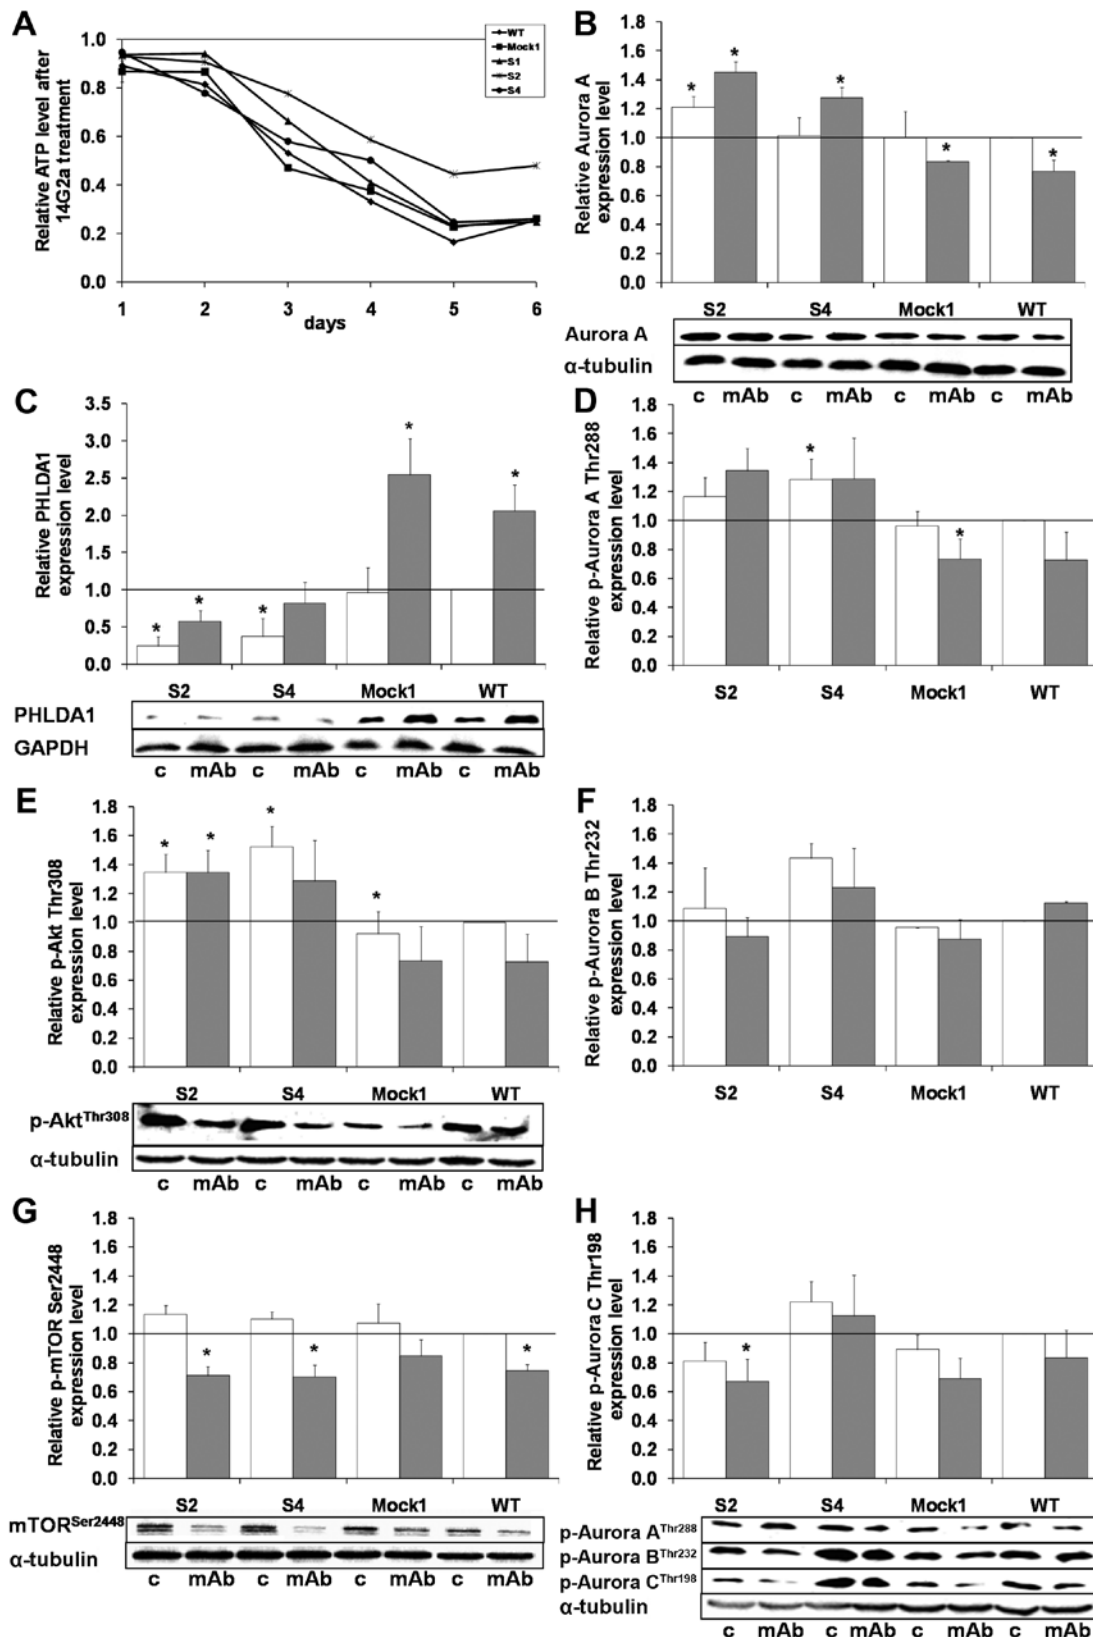 A
Relative ATP level after
14G2a treatment
1.0
0.8
0.6
0.4
0.2
0.0
1 2 3 4 5 6
days
WT
Mock1
S1
S2
S4
B
Relative Aurora A
expression level
1.8
1.6
1.4
1.2
1.0
0.8
0.6
0.4
0.2
0.0
* * * * *
S2 S4 Mock1 WT
Aurora A
α-tubulin
c mAb c mAb c mAb c mAb
C
Relative PHLDA1
expression level
3.5
3.0
2.5
2.0
1.5
1.0
0.5
0.0
* * * * *
S2 S4 Mock1 WT
PHLDA1
GAPDH
c mAb c mAb c mAb c mAb
D
Relative p-Aurora A Thr288
expression level
1.8
1.6
1.4
1.2
1.0
0.8
0.6
0.4
0.2
0.0
* *
S2 S4 Mock1 WT
E
Relative p-Akt Thr308
expression level
1.8
1.6
1.4
1.2
1.0
0.8
0.6
0.4
0.2
0.0
* * * *
S2 S4 Mock1 WT
p-AktThr308
α-tubulin
c mAb c mAb c mAb c mAb
F
Relative p-Aurora B Thr232
expression level
1.8
1.6
1.4
1.2
1.0
0.8
0.6
0.4
0.2
0.0
S2 S4 Mock1 WT
G
Relative p-mTOR Ser2448
expression level
1.8
1.6
1.4
1.2
1.0
0.8
0.6
0.4
0.2
0.0
* * *
S2 S4 Mock1 WT
mTORSer2448
α-tubulin
c mAb c mAb c mAb c mAb
H
Relative p-Aurora C Thr198
expression level
1.8
1.6
1.4
1.2
1.0
0.8
0.6
0.4
0.2
0.0
*
S2 S4 Mock1 WT
p-Aurora AThr288
p-Aurora BThr232
p-Aurora CThr198
α-tubulin
c mAb c mAb c mAb c mAb